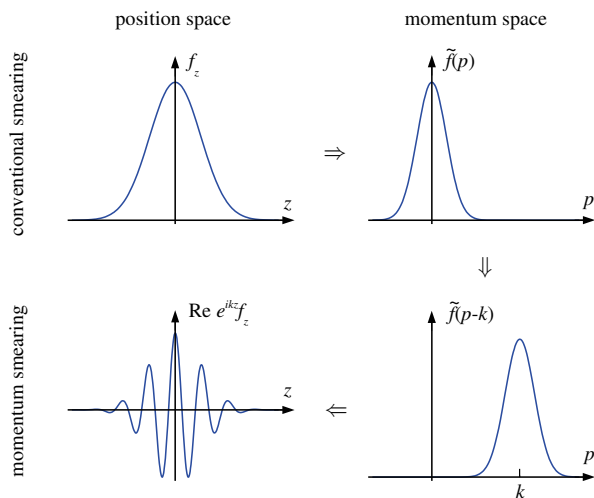 position space
momentum space
conventional smearing
f_z
z
⇒
f̃(p)
p
⇓
momentum smearing
Re e^{ikz}f_z
z
⇐
f̃(p-k)
p
k